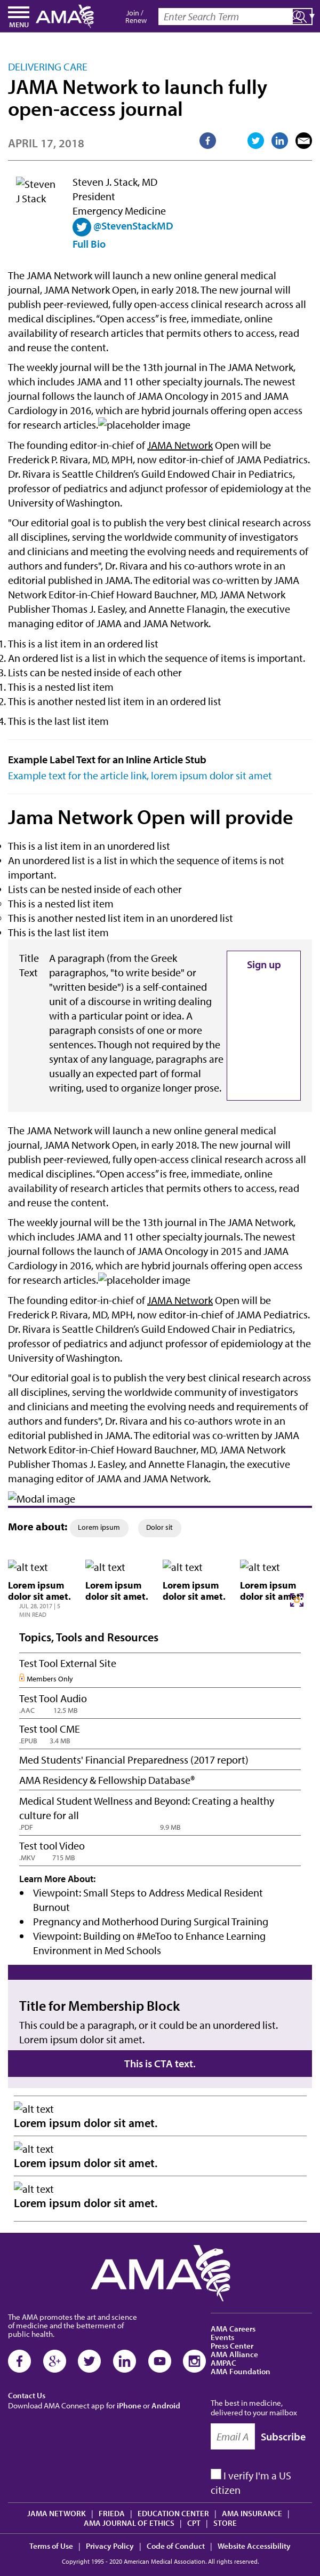 MENU
AMA
Join /
Renew
Enter Search Term
DELIVERING CARE
JAMA Network to launch fully
open-access journal
APRIL 17, 2018
Steven
J Stack
Steven J. Stack, MD
President
Emergency Medicine
@StevenStackMD
Full Bio
The JAMA Network will launch a new online general medical
journal, JAMA Network Open, in early 2018. The new journal will
publish peer-reviewed, fully open-access clinical research across all
medical disciplines. “Open access” is free, immediate, online
availability of research articles that permits others to access, read
and reuse the content.
The weekly journal will be the 13th journal in The JAMA Network,
which includes JAMA and 11 other specialty journals. The newest
journal follows the launch of JAMA Oncology in 2015 and JAMA
Cardiology in 2016, which are hybrid journals offering open access
for research articles. placeholder image
The founding editor-in-chief of JAMA Network Open will be
Frederick P. Rivara, MD, MPH, now editor-in-chief of JAMA Pediatrics.
Dr. Rivara is Seattle Children’s Guild Endowed Chair in Pediatrics,
professor of pediatrics and adjunct professor of epidemiology at the
University of Washington.
"Our editorial goal is to publish the very best clinical research across
all disciplines, serving the worldwide community of investigators
and clinicians and meeting the evolving needs and requirements of
authors and funders", Dr. Rivara and his co-authors wrote in an
editorial published in JAMA. The editorial was co-written by JAMA
Network Editor-in-Chief Howard Bauchner, MD, JAMA Network
Publisher Thomas J. Easley, and Annette Flanagin, the executive
managing editor of JAMA and JAMA Network.
1. This is a list item in an ordered list
2. An ordered list is a list in which the sequence of items is important.
3. Lists can be nested inside of each other
1. This is a nested list item
2. This is another nested list item in an ordered list
4. This is the last list item
Example Label Text for an Inline Article Stub
Example text for the article link, lorem ipsum dolor sit amet
Jama Network Open will provide
This is a list item in an unordered list
An unordered list is a list in which the sequence of items is not
important.
Lists can be nested inside of each other
This is a nested list item
This is another nested list item in an unordered list
This is the last list item
Title
Text
A paragraph (from the Greek
paragraphos, "to write beside" or
"written beside") is a self-contained
unit of a discourse in writing dealing
with a particular point or idea. A
paragraph consists of one or more
sentences. Though not required by the
syntax of any language, paragraphs are
usually an expected part of formal
writing, used to organize longer prose.
Sign up
The JAMA Network will launch a new online general medical
journal, JAMA Network Open, in early 2018. The new journal will
publish peer-reviewed, fully open-access clinical research across all
medical disciplines. “Open access” is free, immediate, online
availability of research articles that permits others to access, read
and reuse the content.
The weekly journal will be the 13th journal in The JAMA Network,
which includes JAMA and 11 other specialty journals. The newest
journal follows the launch of JAMA Oncology in 2015 and JAMA
Cardiology in 2016, which are hybrid journals offering open access
for research articles. placeholder image
The founding editor-in-chief of JAMA Network Open will be
Frederick P. Rivara, MD, MPH, now editor-in-chief of JAMA Pediatrics.
Dr. Rivara is Seattle Children’s Guild Endowed Chair in Pediatrics,
professor of pediatrics and adjunct professor of epidemiology at the
University of Washington.
"Our editorial goal is to publish the very best clinical research across
all disciplines, serving the worldwide community of investigators
and clinicians and meeting the evolving needs and requirements of
authors and funders", Dr. Rivara and his co-authors wrote in an
editorial published in JAMA. The editorial was co-written by JAMA
Network Editor-in-Chief Howard Bauchner, MD, JAMA Network
Publisher Thomas J. Easley, and Annette Flanagin, the executive
managing editor of JAMA and JAMA Network.
Modal image
More about: Lorem ipsum Dolor sit
alt text alt text alt text alt text
Lorem ipsum Lorem ipsum Lorem ipsum Lorem ipsum
dolor sit amet. dolor sit amet. dolor sit amet. dolor sit amet.
JUL 28, 2017 | 5
MIN READ
Topics, Tools and Resources
Test Tool External Site
Members Only
Test Tool Audio
.AAC 12.5 MB
Test tool CME
.EPUB 3.4 MB
Med Students' Financial Preparedness (2017 report)
AMA Residency & Fellowship Database®
Medical Student Wellness and Beyond: Creating a healthy
culture for all
.PDF 9.9 MB
Test tool Video
.MKV 715 MB
Learn More About:
Viewpoint: Small Steps to Address Medical Resident
Burnout
Pregnancy and Motherhood During Surgical Training
Viewpoint: Building on #MeToo to Enhance Learning
Environment in Med Schools
Title for Membership Block
This could be a paragraph, or it could be an unordered list.
Lorem ipsum dolor sit amet.
This is CTA text.
alt text
Lorem ipsum dolor sit amet.
alt text
Lorem ipsum dolor sit amet.
alt text
Lorem ipsum dolor sit amet.
AMA
The AMA promotes the art and science
of medicine and the betterment of
public health.
Contact Us
Download AMA Connect app for iPhone or Android
AMA Careers
Events
Press Center
AMA Alliance
AMPAC
AMA Foundation
The best in medicine,
delivered to your mailbox
Email A Subscribe
I verify I'm a US
citizen
JAMA NETWORK | FRIEDA | EDUCATION CENTER | AMA INSURANCE |
AMA JOURNAL OF ETHICS | CPT | STORE
Terms of Use | Privacy Policy | Code of Conduct | Website Accessibility
Copyright 1995 - 2020 American Medical Association. All rights reserved.